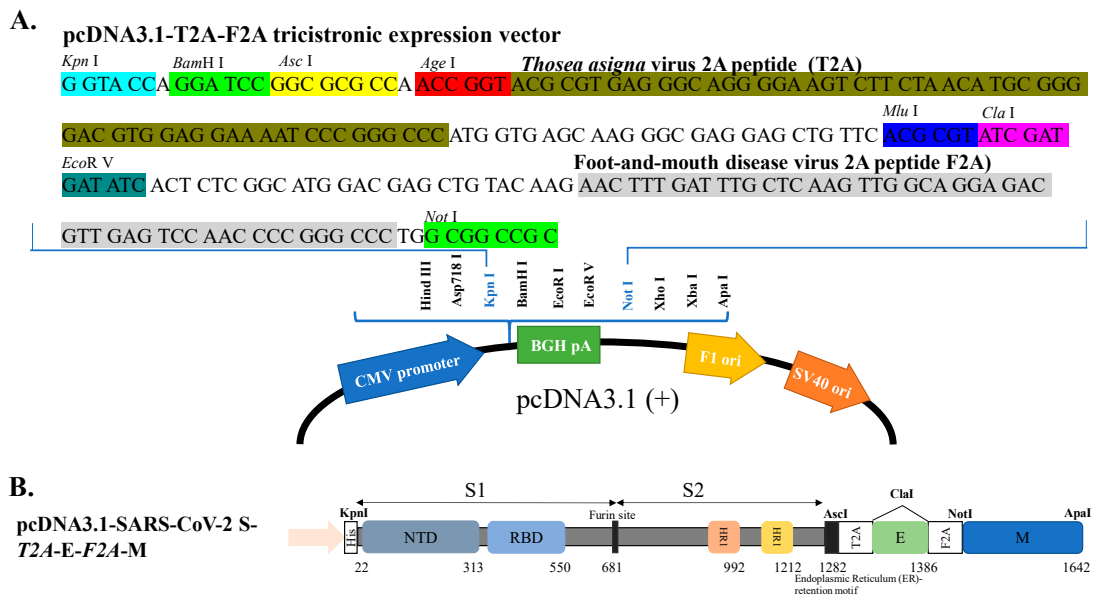 A.
pcDNA3.1-T2A-F2A tricistronic expression vector
Kpn I BamH I Asc I Age I Thosea asigna virus 2A peptide (T2A)
G GTA CCA GGA TCC GGC GCG CCA ACC GGT ACG CGT GAG GGC AGG GGA AGT CTT CTA ACA TGC GGG
GAC GTG GAG GAA AAT CCC GGG CCC ATG GTG AGC AAG GGC GAG GAG CTG TTC ACG CGT ATC GAT
Mlu I Cla I
EcoR V Foot-and-mouth disease virus 2A peptide F2A)
GAT ATC ACT CTC GGC ATG GAC GAG CTG TAC AAG AAC TTT GAT TTG CTC AAG TTG GCA GGA GAC
Not I
GTT GAG TCC AAC CCC GGG CCC TGG CGG CCG C
Hind III
Asp718 I
Kpn I
BamH I
EcoR I
EcoR V
Not I
Xho I
Xba I
Apa I
CMV promoter
BGH pA
F1 ori
SV40 ori
pcDNA3.1 (+)
B.
pcDNA3.1-SARS-CoV-2 S-
T2A-E-F2A-M
S1 S2
KpnI Furin site AscI ClaI NotI ApaI
His NTD RBD HR1 HR1 T2A E F2A M
22 313 550 681 992 1212 1282 1386 1642
Endoplasmic Reticulum (ER)-
retention motif